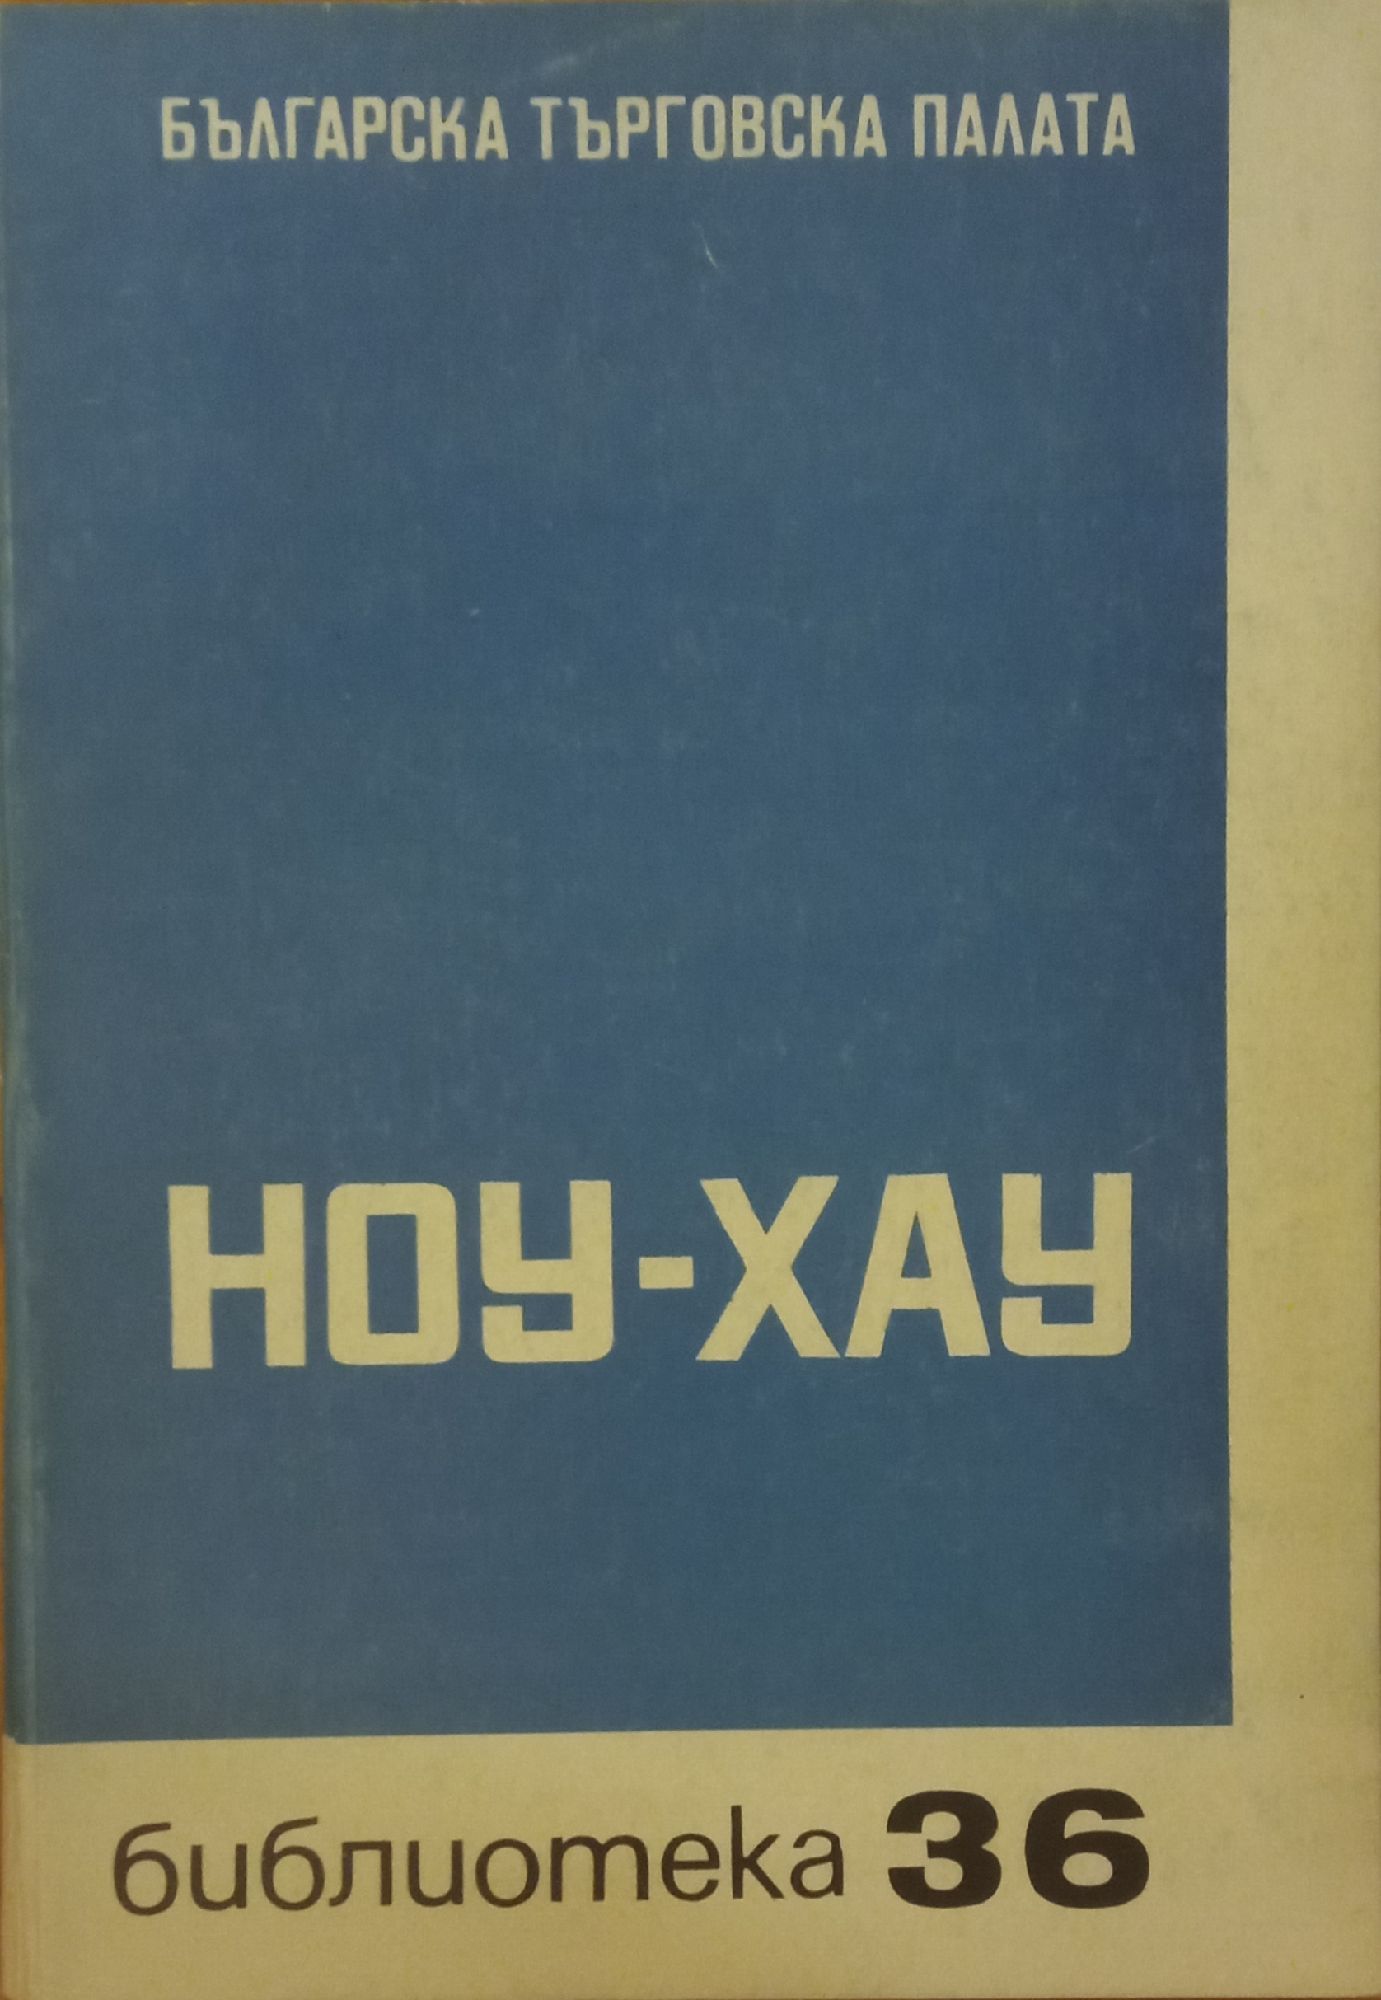 БЪЛГАРСКА ТЪРГОВСКА ПАЛАТА
НОУ-ХАУ
библиотека 36